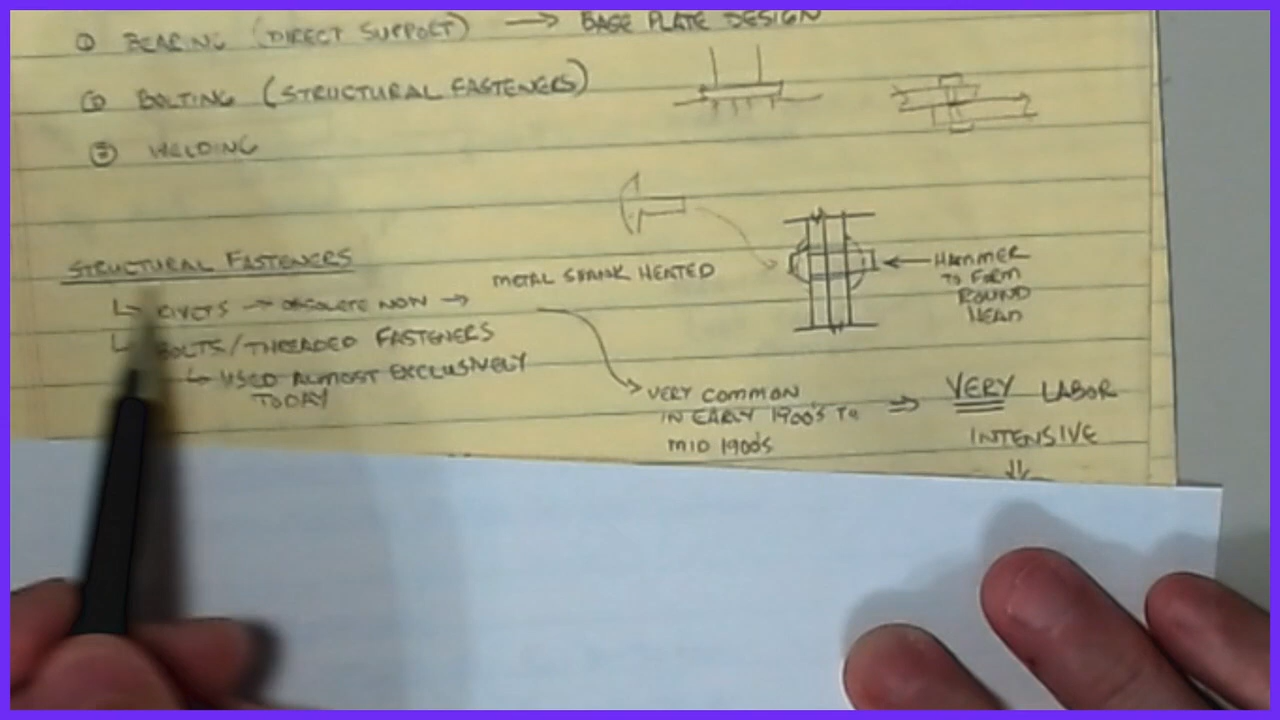 ① BEARING (DIRECT SUPPORT) → BASE PLATE DESIGN
② BOLTING (STRUCTURAL FASTENERS)
③ WELDING
STRUCTURAL FASTENERS
↳ RIVETS → OBSOLETE NOW →
METAL SHANK HEATED
← HAMMER
TO FORM
ROUND
HEAD
↳ BOLTS/THREADED FASTENERS
↳ USED ALMOST EXCLUSIVELY
TODAY
VERY COMMON
IN EARLY 1900'S TO
MID 1900'S
⇒ VERY LABOR
INTENSIVE